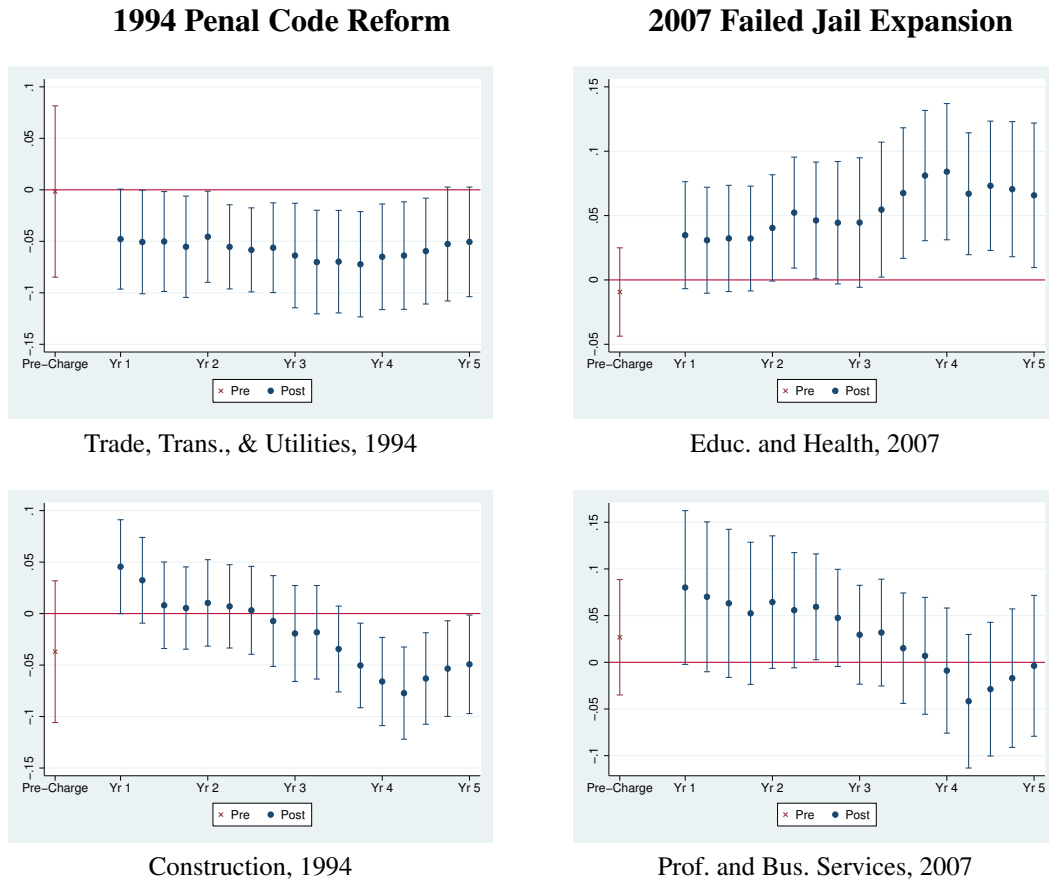 1994 Penal Code Reform
2007 Failed Jail Expansion
.1
.05
0
-.05
-.1
-.15
Pre-Charge Yr 1 Yr 2 Yr 3 Yr 4 Yr 5
× Pre ● Post
Trade, Trans., & Utilities, 1994
.15
.1
.05
0
-.05
Pre-Charge Yr 1 Yr 2 Yr 3 Yr 4 Yr 5
× Pre ● Post
Educ. and Health, 2007
.1
.05
0
-.05
-.1
-.15
Pre-Charge Yr 1 Yr 2 Yr 3 Yr 4 Yr 5
× Pre ● Post
Construction, 1994
.15
.1
.05
0
-.05
-.1
Pre-Charge Yr 1 Yr 2 Yr 3 Yr 4 Yr 5
× Pre ● Post
Prof. and Bus. Services, 2007